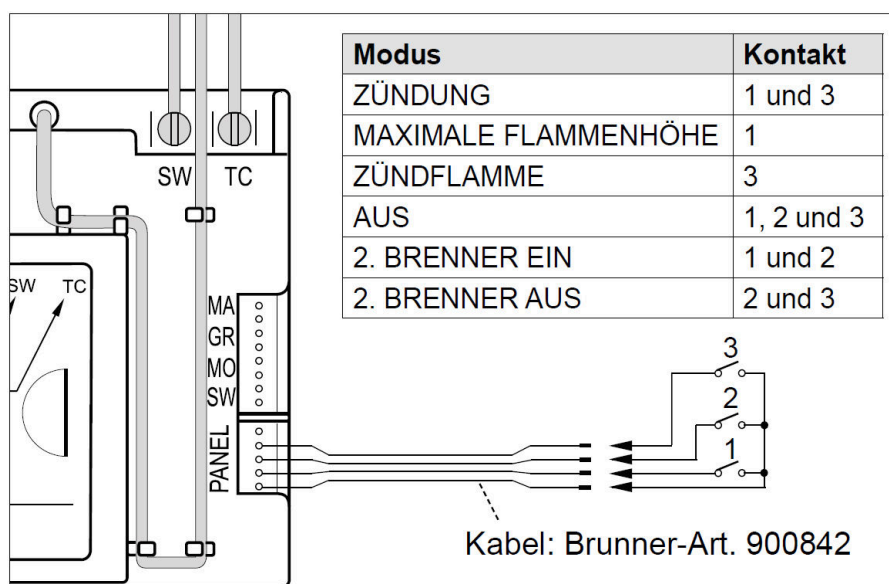 Modus Kontakt
ZÜNDUNG 1 und 3
MAXIMALE FLAMMENHÖHE 1
ZÜNDFLAMME 3
AUS 1, 2 und 3
2. BRENNER EIN 1 und 2
2. BRENNER AUS 2 und 3
SW TC
SW TC
MA
GR
MO
SW
PANEL
3
2
1
Kabel: Brunner-Art. 900842